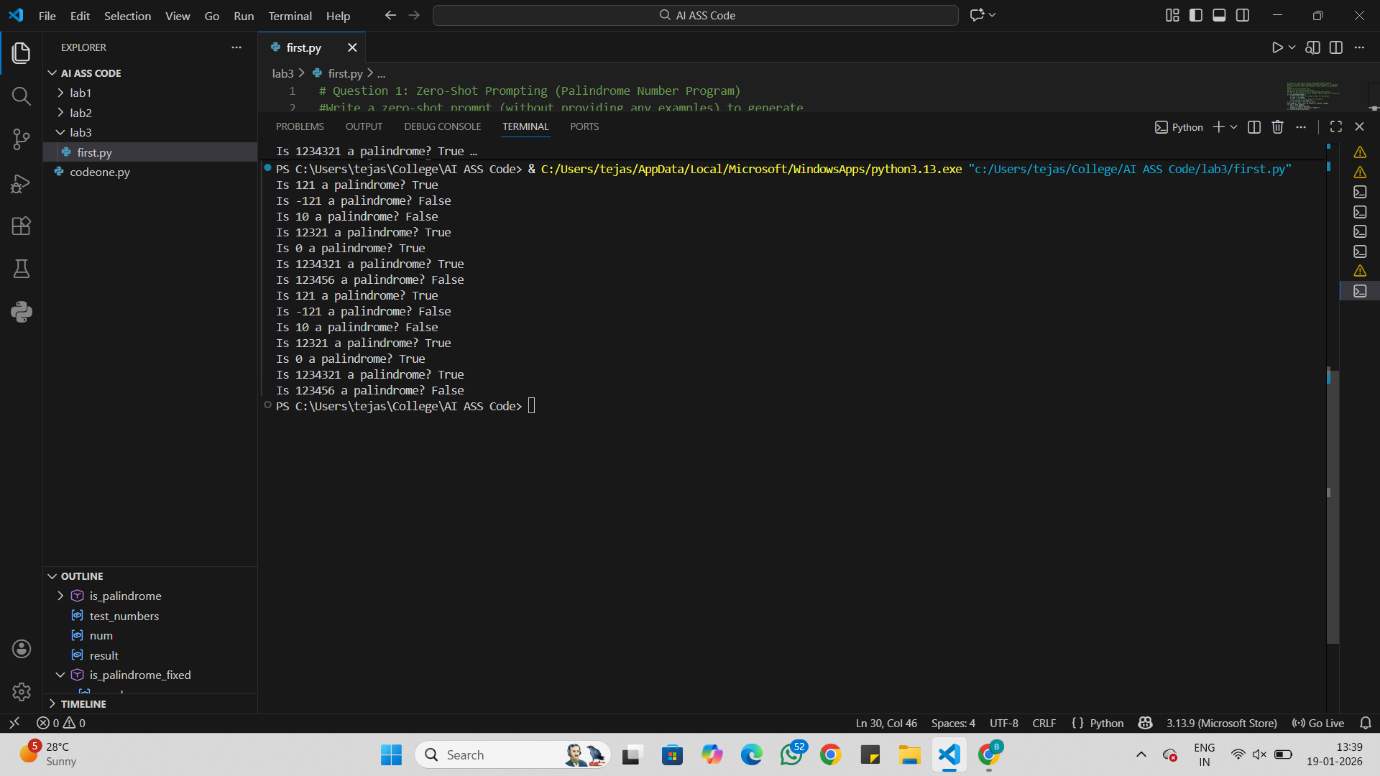 File Edit Selection View Go Run Terminal Help
AI ASS Code
EXPLORER
AI ASS CODE
lab1
lab2
lab3
first.py
codeone.py
OUTLINE
is_palindrome
test_numbers
num
result
is_palindrome_fixed
TIMELINE
first.py
lab3 > first.py > ...
1 # Question 1: Zero-Shot Prompting (Palindrome Number Program)
2 #Write a zero-shot prompt (without providing any examples) to generate
PROBLEMS OUTPUT DEBUG CONSOLE TERMINAL PORTS
Python
Is 1234321 a palindrome? True ...
PS C:\Users\tejas\College\AI ASS Code> & C:/Users/tejas/AppData/Local/Microsoft/WindowsApps/python3.13.exe "c:/Users/tejas/College/AI ASS Code/lab3/first.py"
Is 121 a palindrome? True
Is -121 a palindrome? False
Is 10 a palindrome? False
Is 12321 a palindrome? True
Is 0 a palindrome? True
Is 1234321 a palindrome? True
Is 123456 a palindrome? False
Is 121 a palindrome? True
Is -121 a palindrome? False
Is 10 a palindrome? False
Is 12321 a palindrome? True
Is 0 a palindrome? True
Is 1234321 a palindrome? True
Is 123456 a palindrome? False
PS C:\Users\tejas\College\AI ASS Code>
0 0
Ln 30, Col 46 Spaces: 4 UTF-8 CRLF { } Python 3.13.9 (Microsoft Store) Go Live
5
28°C
Sunny
Search
52
B
ENG
IN
13:39
19-01-2026